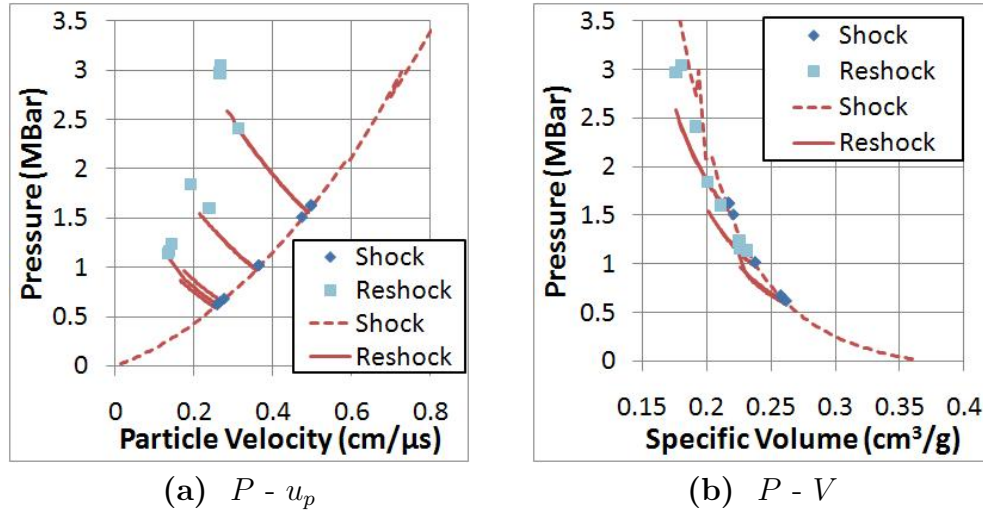 3.5
3
2.5
2
1.5
1
0.5
0
Pressure (MBar)
0 0.2 0.4 0.6 0.8
Particle Velocity (cm/µs)
Shock
Reshock
Shock
Reshock
(a) P - u_p
3.5
3
2.5
2
1.5
1
0.5
0
Pressure (MBar)
0.15 0.2 0.25 0.3 0.35 0.4
Specific Volume (cm³/g)
Shock
Reshock
Shock
Reshock
(b) P - V